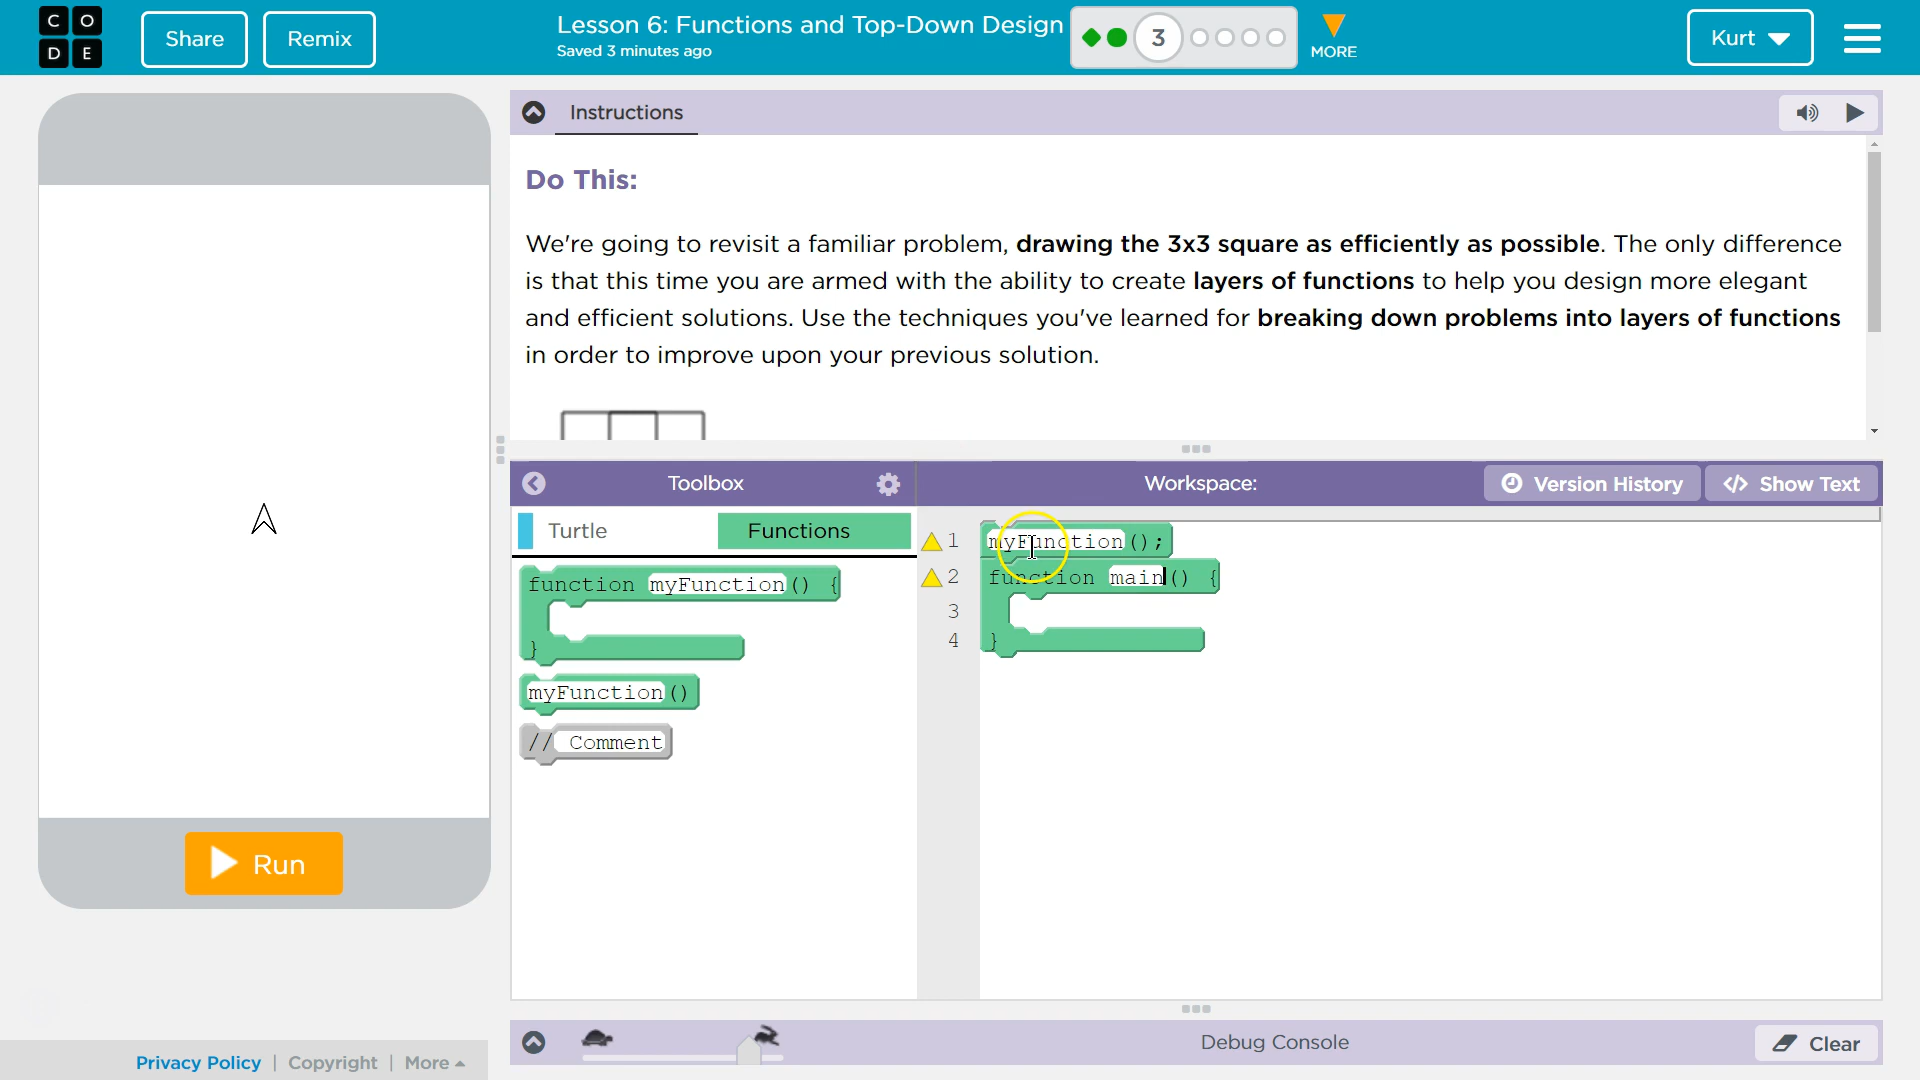 C O
D E
Share
Remix
Lesson 6: Functions and Top-Down Design
Saved 3 minutes ago
3
MORE
Kurt
Instructions
Do This:
We're going to revisit a familiar problem, drawing the 3x3 square as efficiently as possible. The only difference
is that this time you are armed with the ability to create layers of functions to help you design more elegant
and efficient solutions. Use the techniques you've learned for breaking down problems into layers of functions
in order to improve upon your previous solution.
Toolbox
Workspace:
Version History
</> Show Text
Turtle
Functions
function myFunction() {
}
myFunction()
// Comment
1 myFunction();
2 function main() {
3
4 }
Run
Debug Console
Clear
Privacy Policy | Copyright | More